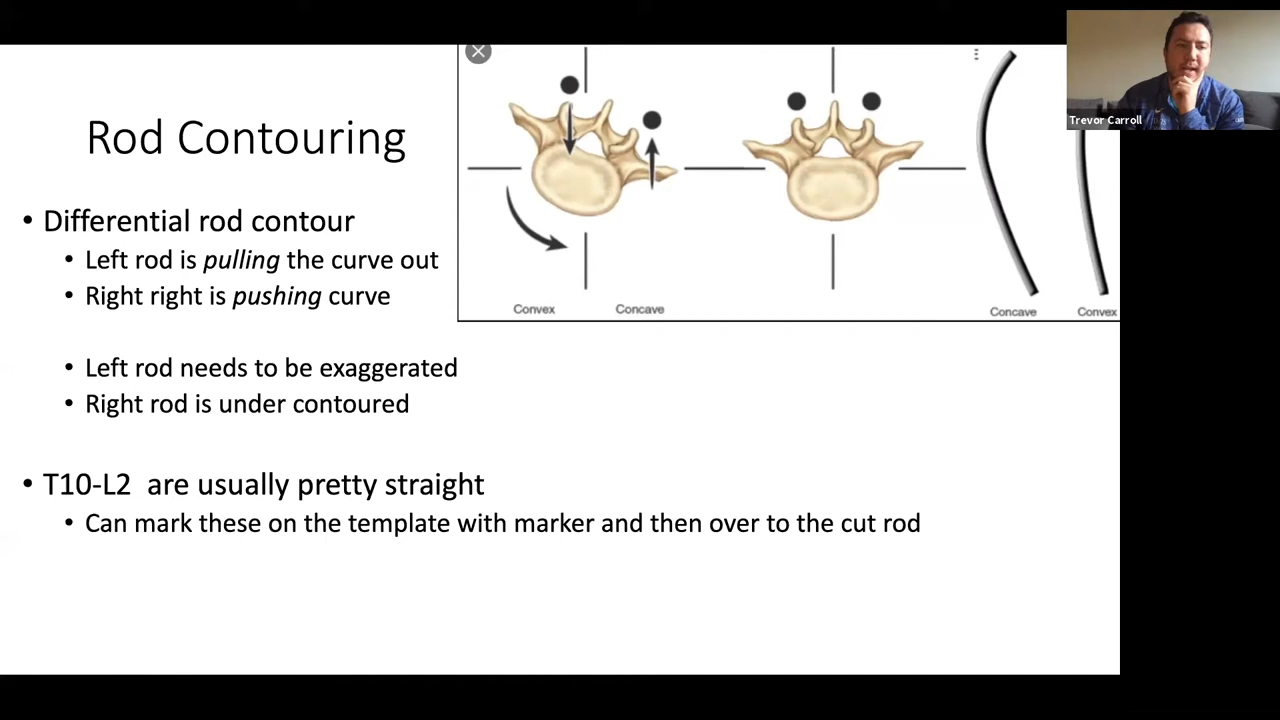 Rod Contouring
• Differential rod contour
• Left rod is pulling the curve out
• Right right is pushing curve
• Left rod needs to be exaggerated
• Right rod is under contoured
• T10-L2 are usually pretty straight
• Can mark these on the template with marker and then over to the cut rod
Convex
Concave
Concave
Convex
Trevor Carroll